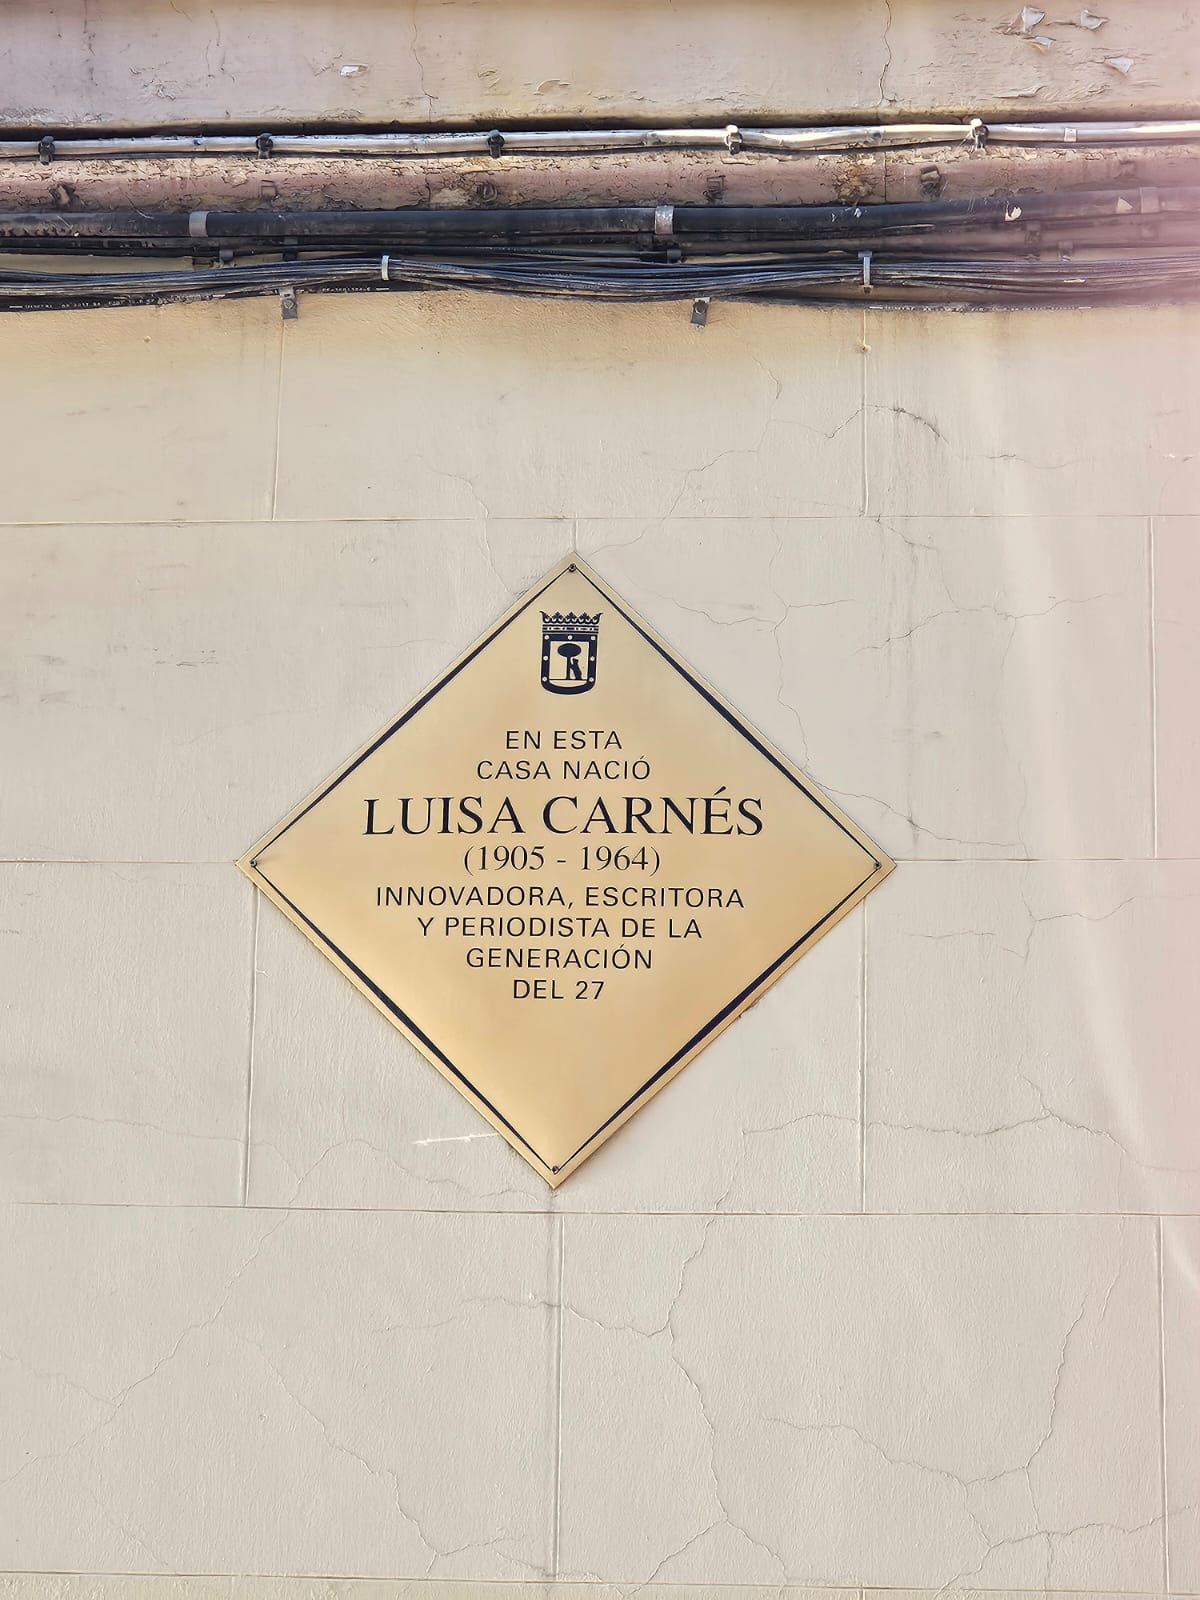 EN ESTA
CASA NACIÓ
LUISA CARNÉS
(1905 - 1964)
INNOVADORA, ESCRITORA
Y PERIODISTA DE LA
GENERACIÓN
DEL 27